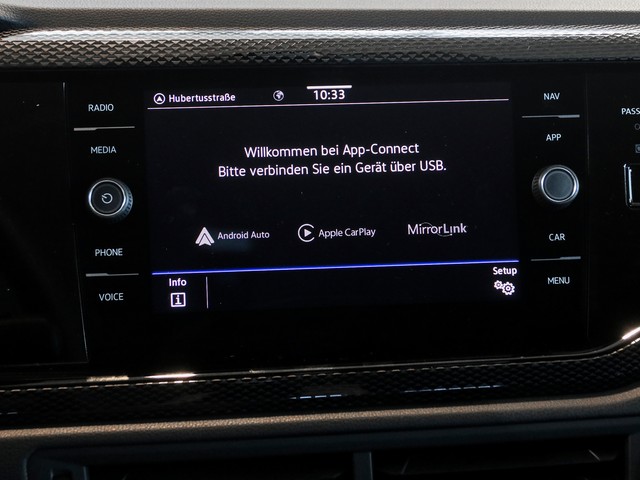 RADIO
MEDIA
PHONE
VOICE
Hubertusstraße
10:33
Willkommen bei App-Connect
Bitte verbinden Sie ein Gerät über USB.
Android Auto
Apple CarPlay
MirrorLink
Info
Setup
NAV
APP
CAR
MENU
PASS